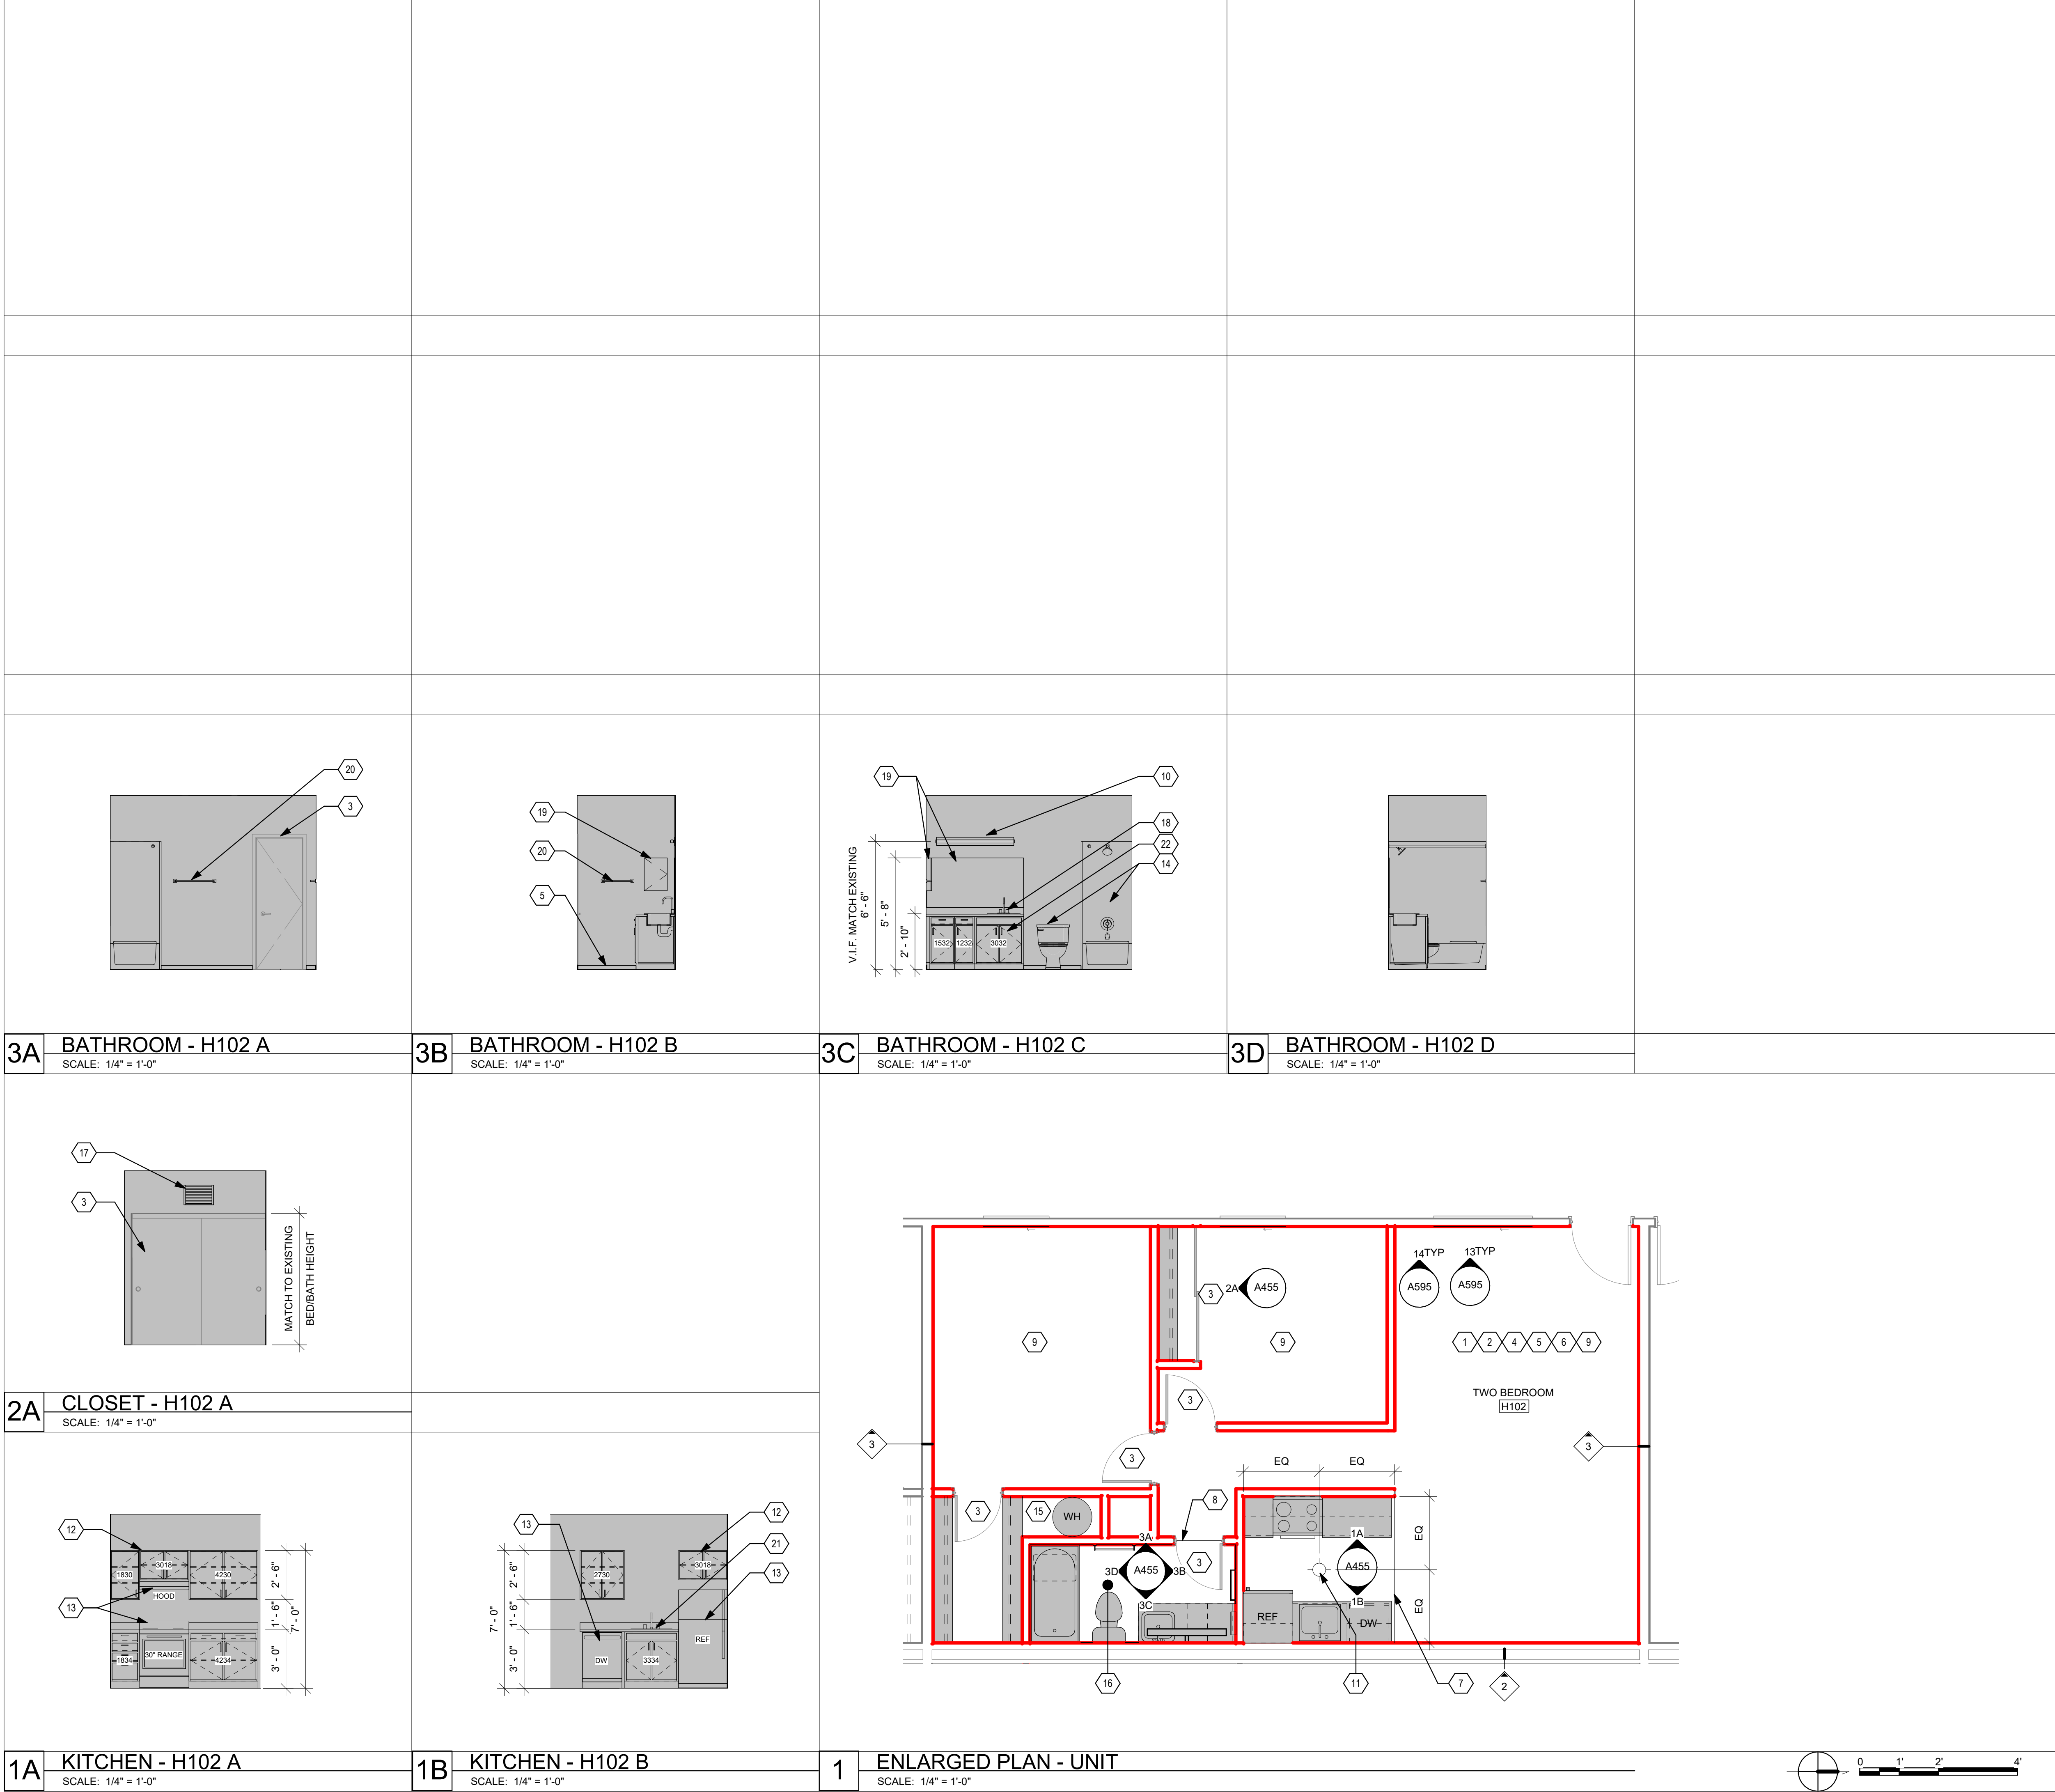 20
3
3A
BATHROOM - H102 A
SCALE: 1/4" = 1'-0"
19
20
5
3B
BATHROOM - H102 B
SCALE: 1/4" = 1'-0"
19
10
18
22
14
V.I.F. MATCH EXISTING
6' - 6"
5' - 8"
2' - 10"
1532
1232
3032
3C
BATHROOM - H102 C
SCALE: 1/4" = 1'-0"
3D
BATHROOM - H102 D
SCALE: 1/4" = 1'-0"
17
3
MATCH TO EXISTING
BED/BATH HEIGHT
2A
CLOSET - H102 A
SCALE: 1/4" = 1'-0"
12
13
1830
3018
4230
HOOD
1834
30" RANGE
4234
2' - 6"
1' - 6"
3' - 0"
7' - 0"
1A
KITCHEN - H102 A
SCALE: 1/4" = 1'-0"
13
12
21
13
7' - 0"
2' - 6"
1' - 6"
3' - 0"
2730
3018
REF
DW
3334
1B
KITCHEN - H102 B
SCALE: 1/4" = 1'-0"
14 TYP
13 TYP
A595
A595
3
2A
A455
9
9
1
2
4
5
6
9
TWO BEDROOM
H102
3
3
3
3
EQ
EQ
3
15
WH
8
3A
3D
A455
3B
3C
3
1A
A455
1B
EQ
EQ
REF
DW
16
11
7
2
1
ENLARGED PLAN - UNIT
SCALE: 1/4" = 1'-0"
0
1'
2'
4'